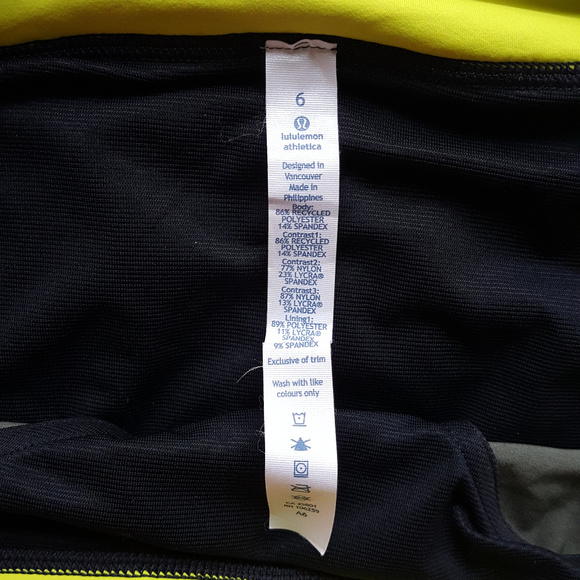 6
lululemon
athletica
Designed in
Vancouver
Made in
Philippines
Body:
86% RECYCLED
POLYESTER
14% SPANDEX
Contrast1:
86% RECYCLED
POLYESTER
14% SPANDEX
Contrast2:
77% NYLON
23% LYCRA®
SPANDEX
Contrast3:
87% NYLON
13% LYCRA®
SPANDEX
Lining1:
89% POLYESTER
11% LYCRA®
SPANDEX
9% SPANDEX
Exclusive of trim
Wash with like
colours only
A6